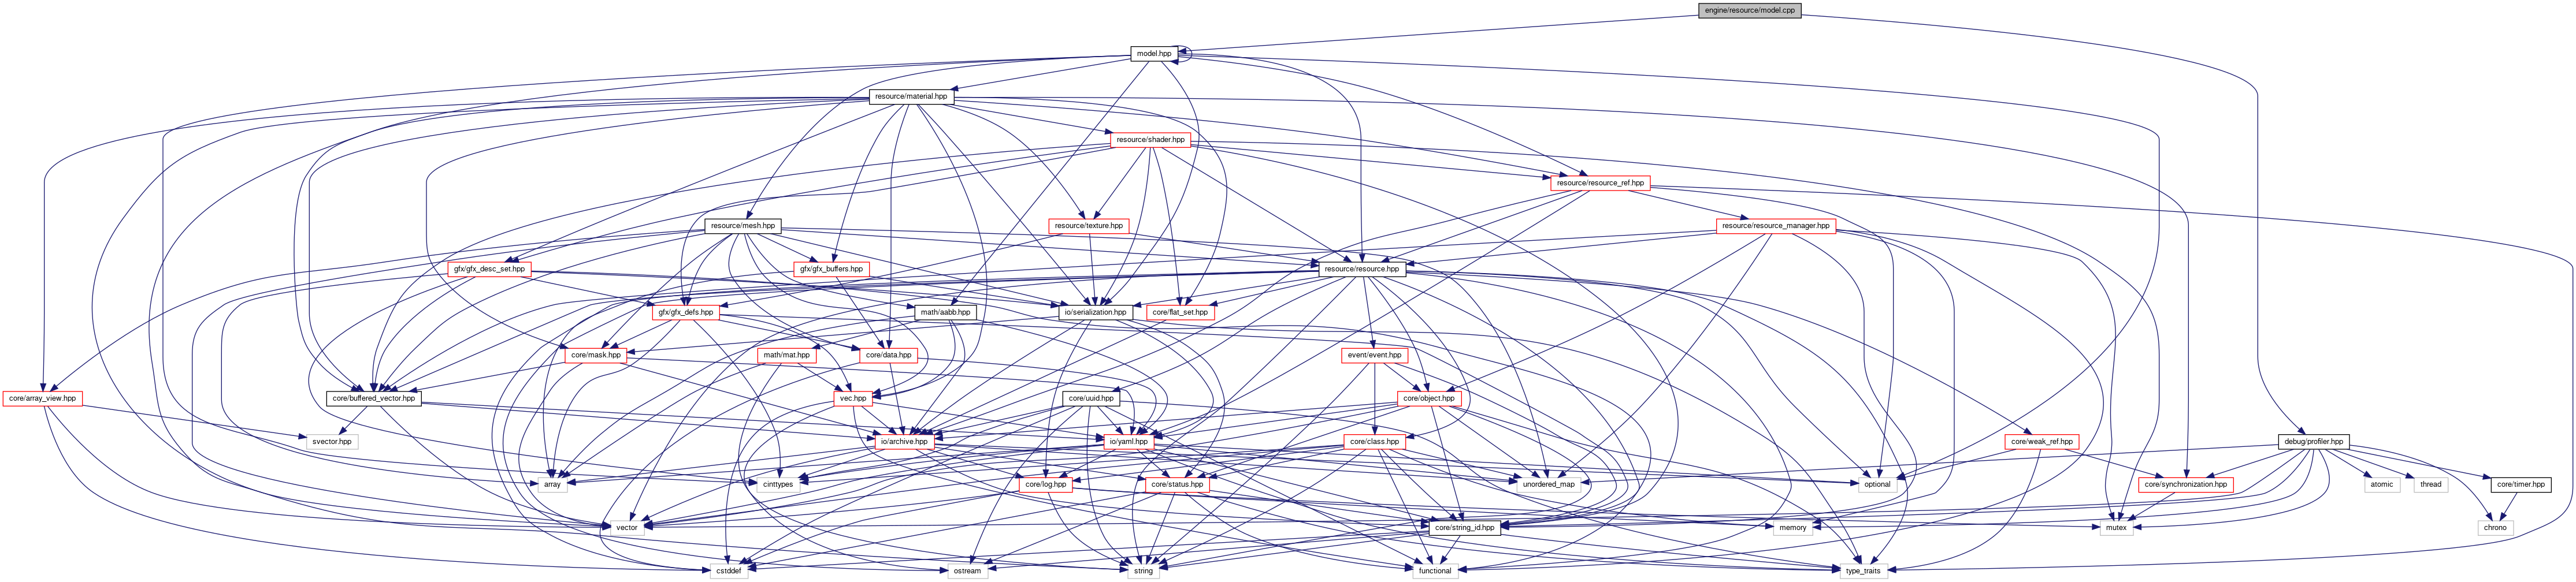 engine/resource/model.cpp
model.hpp
resource/material.hpp
resource/shader.hpp
resource/resource_ref.hpp
resource/mesh.hpp
resource/texture.hpp
resource/resource_manager.hpp
gfx/gfx_desc_set.hpp
gfx/gfx_buffers.hpp
resource/resource.hpp
gfx/gfx_defs.hpp
math/aabb.hpp
io/serialization.hpp
core/flat_set.hpp
core/mask.hpp
math/mat.hpp
core/data.hpp
event/event.hpp
core/array_view.hpp
core/buffered_vector.hpp
vec.hpp
core/uuid.hpp
core/object.hpp
svector.hpp
io/archive.hpp
io/yaml.hpp
core/class.hpp
core/weak_ref.hpp
debug/profiler.hpp
array
cinttypes
core/log.hpp
core/status.hpp
unordered_map
optional
core/synchronization.hpp
atomic
thread
core/timer.hpp
vector
core/string_id.hpp
memory
mutex
chrono
cstddef
ostream
string
functional
type_traits